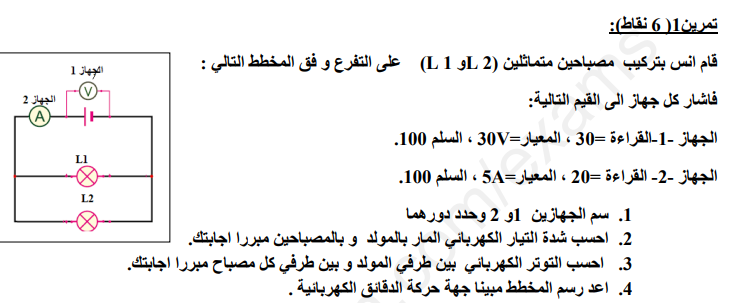 تمرين1( 6 نقاط):
قام انس بتركيب مصباحين متماثلين (L 2 و L 1) على التفرع و فق المخطط التالي :
فاشار كل جهاز الى القيم التالية:
الجهاز -1-القراءة =30 ، المعيار=30V ، السلم 100.
الجهاز -2- القراءة =20 ، المعيار=5A ، السلم 100.
1. سم الجهازين 1و 2 وحدد دورهما
2. احسب شدة التيار الكهربائي المار بالمولد و بالمصباحين مبررا اجابتك.
3. احسب التوتر الكهربائي بين طرفي المولد و بين طرفي كل مصباح مبررا اجابتك.
4. اعد رسم المخطط مبينا جهة حركة الدقائق الكهربائية .
الجهاز 1
V
الجهاز 2
A
L1
L2
com/exams